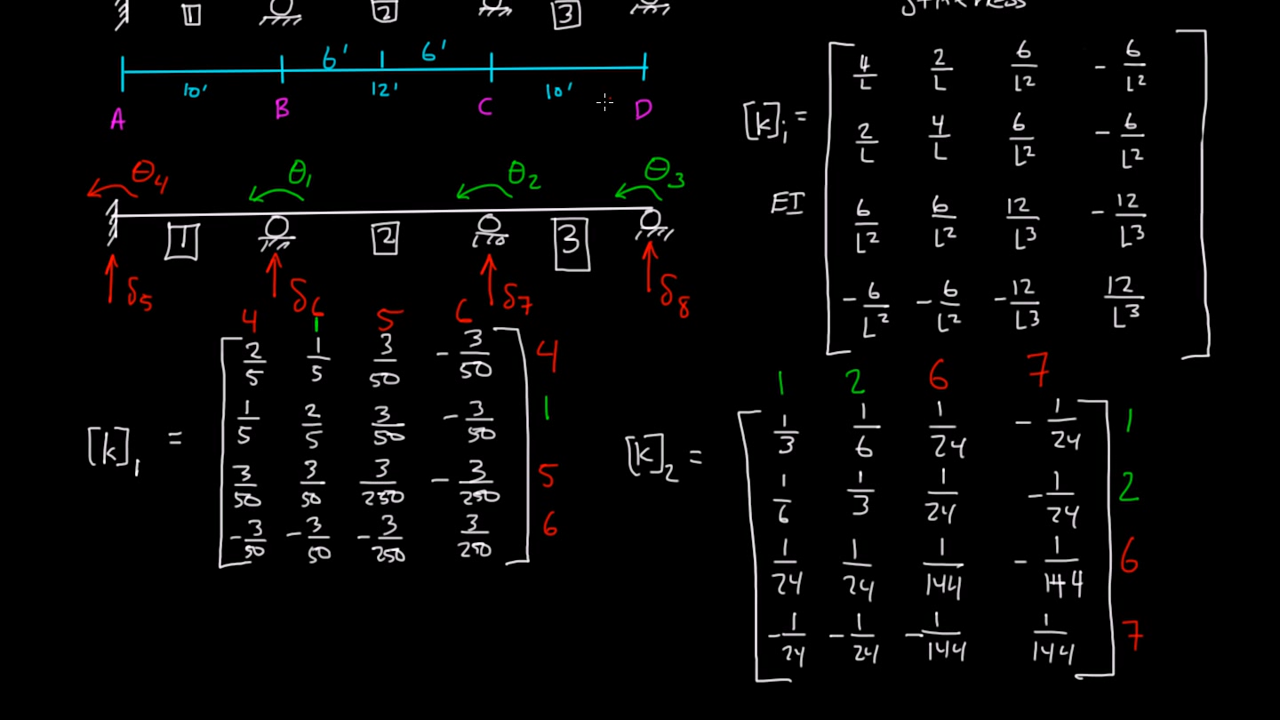 stiffness
1 2 3
6' 6'
10' 12' 10'
A B C D
θ4 θ1 θ2 θ3
1 2 3
δ5 δ6 δ7 δ8
[k]i =
EI
4/L 2/L 6/L² - 6/L²
2/L 4/L 6/L² - 6/L²
6/L² 6/L² 12/L³ - 12/L³
- 6/L² - 6/L² - 12/L³ 12/L³
4 1 5 6
[k]1 =
2/5 1/5 3/50 - 3/50 4
1/5 2/5 3/50 - 3/50 1
3/50 3/50 3/250 - 3/250 5
- 3/50 - 3/50 - 3/250 3/250 6
1 2 6 7
[k]2 =
1/3 1/6 1/24 - 1/24 1
1/6 1/3 1/24 - 1/24 2
1/24 1/24 1/144 - 1/144 6
- 1/24 - 1/24 - 1/144 1/144 7